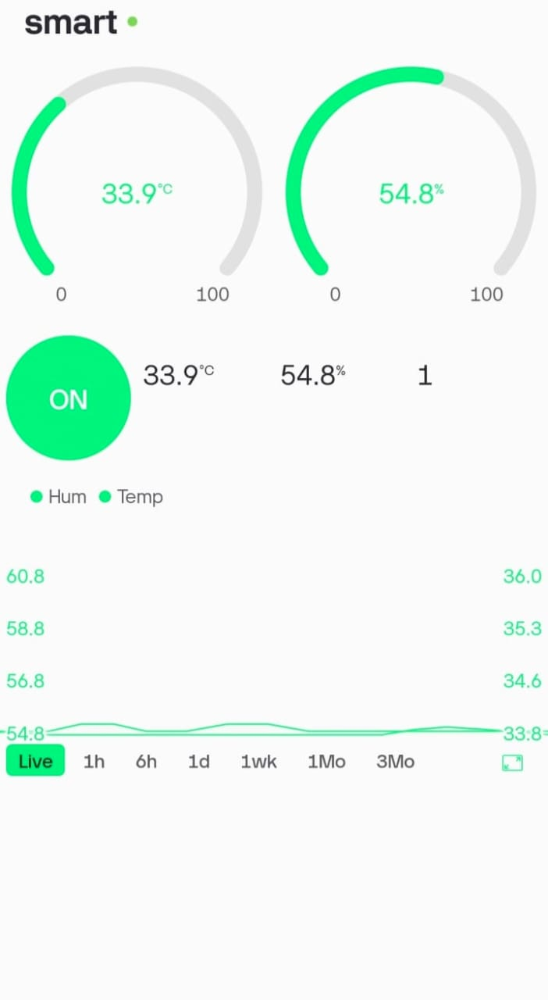 smart
33.9°C 54.8%
0 100 0 100
ON 33.9°C 54.8% 1
Hum Temp
60.8 36.0
58.8 35.3
56.8 34.6
54.8 33.8
Live 1h 6h 1d 1wk 1Mo 3Mo